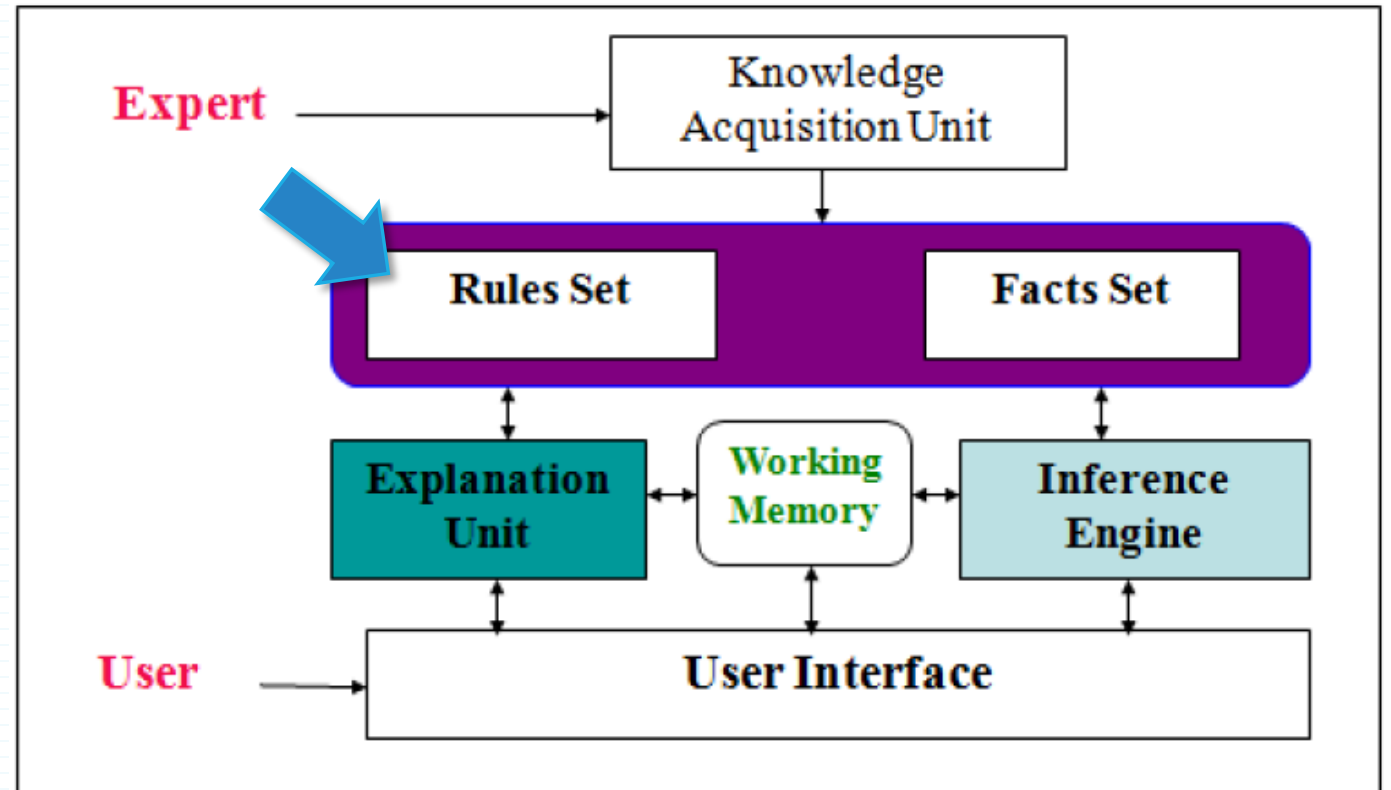 Expert
Knowledge
Acquisition Unit
Rules Set
Facts Set
Explanation
Unit
Working
Memory
Inference
Engine
User
User Interface